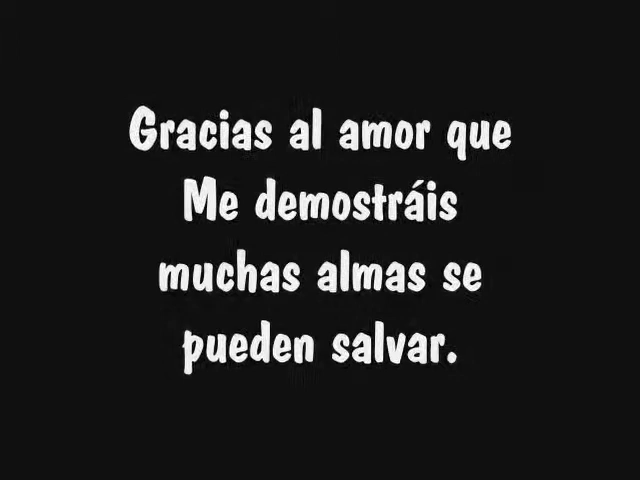 Gracias al amor que
Me demostráis
muchas almas se
pueden salvar.